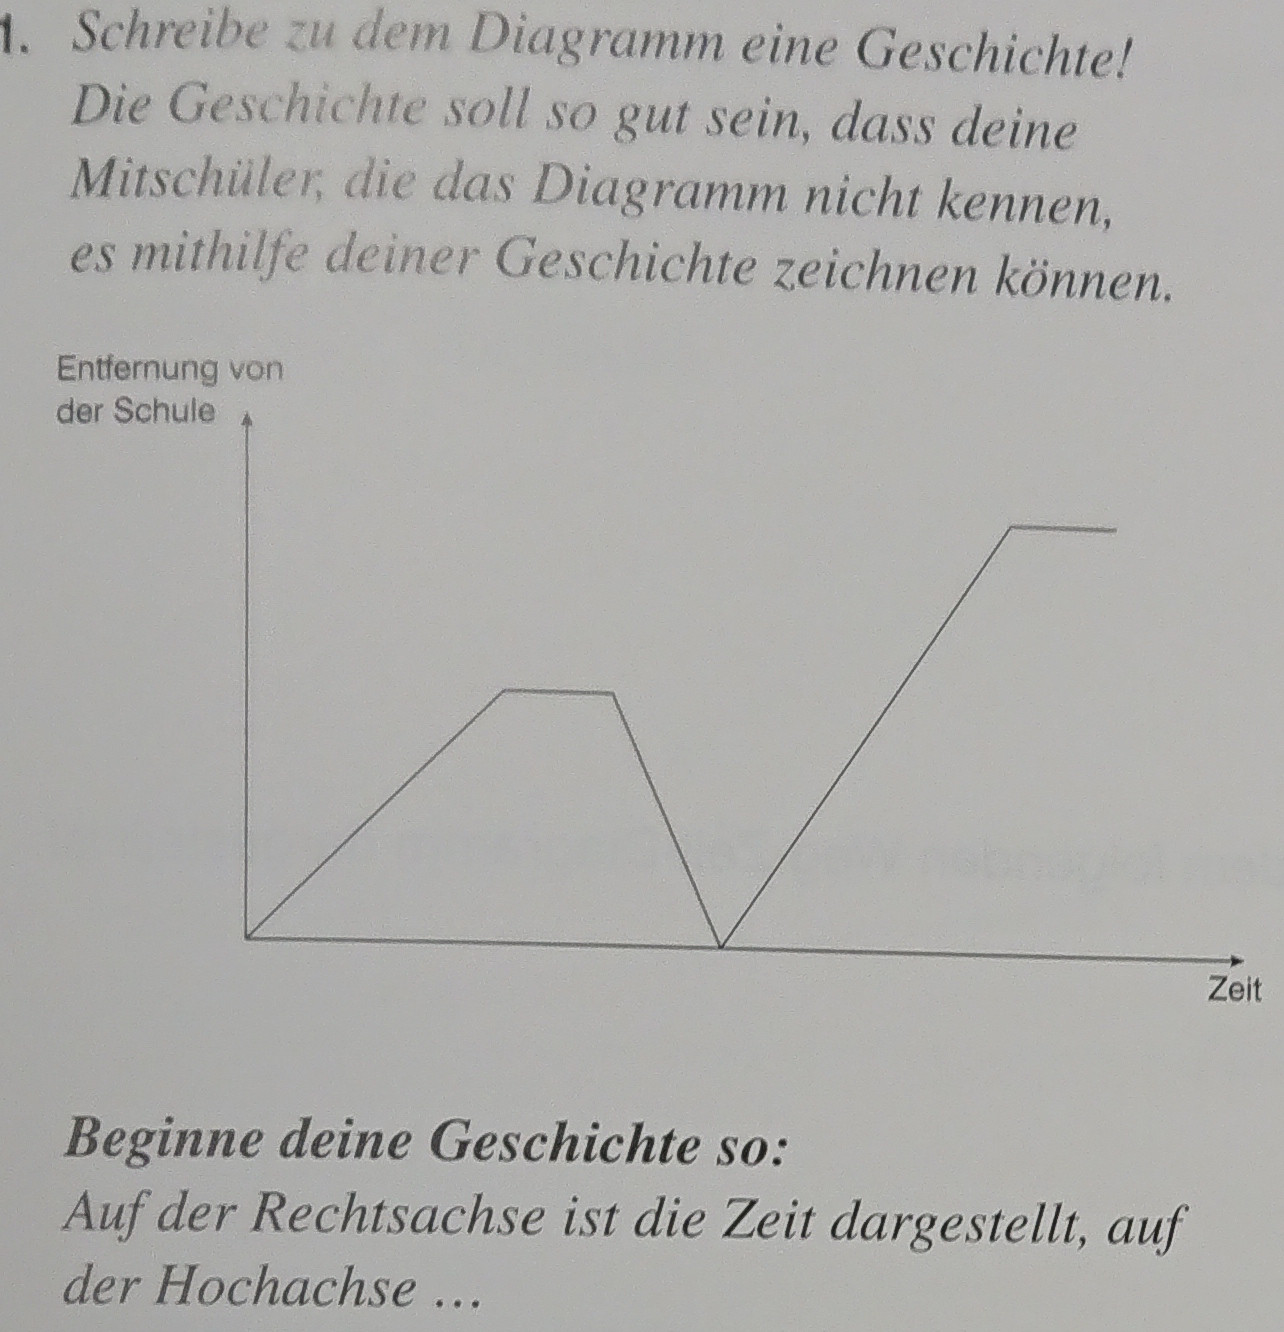 1. Schreibe zu dem Diagramm eine Geschichte!
Die Geschichte soll so gut sein, dass deine
Mitschüler, die das Diagramm nicht kennen,
es mithilfe deiner Geschichte zeichnen können.
Entfernung von
der Schule
Zeit
Beginne deine Geschichte so:
Auf der Rechtsachse ist die Zeit dargestellt, auf
der Hochachse ...